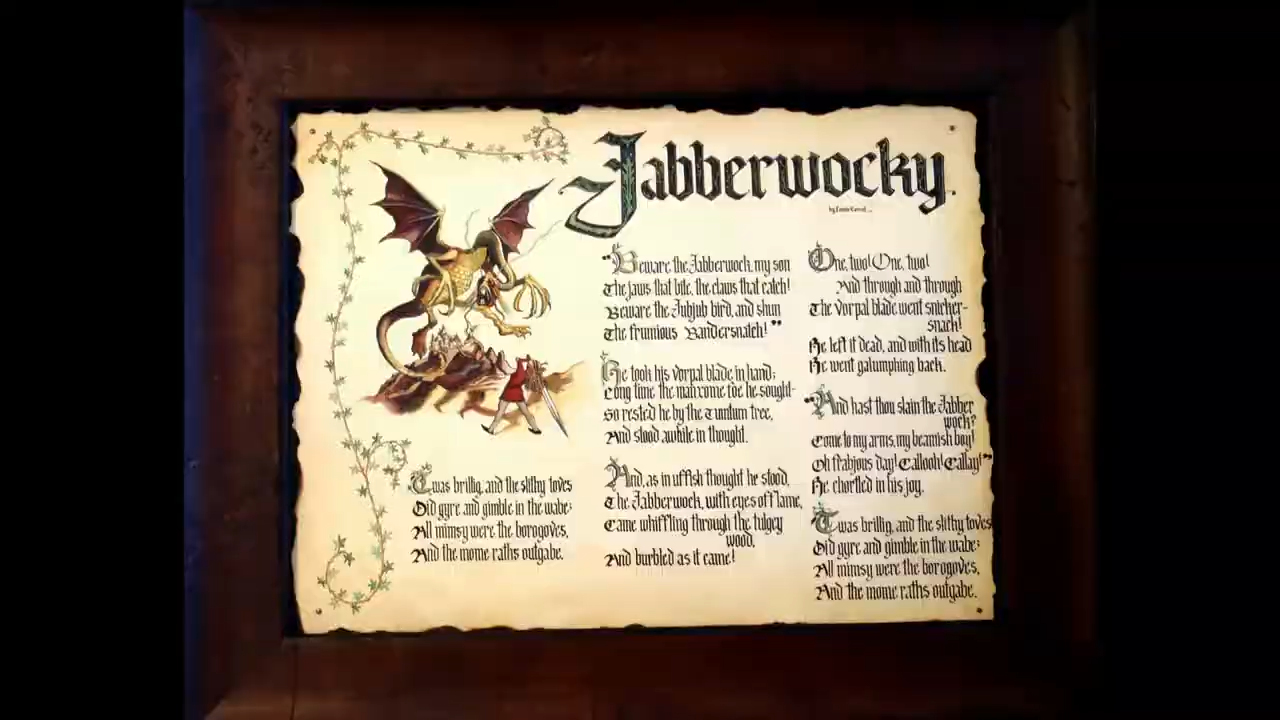 Jabberwocky
by Lewis Carroll
Twas brillig, and the slithy toves
Did gyre and gimble in the wabe:
All mimsy were the borogoves,
And the mome raths outgabe.
"Beware the Jabberwock, my son
The jaws that bite, the claws that catch!
Beware the Jubjub bird, and shun
The frumious Bandersnatch!"
He took his vorpal blade in hand;
Long time the manxome foe he sought-
So rested he by the Tumtum tree,
And stood awhile in thought.
And, as in uffish thought he stood,
The Jabberwock, with eyes of flame,
Came whiffling through the tulgey
wood,
And burbled as it came!
One, two! One, two!
And through and through
The vorpal blade went snicker-
snack!
He left it dead, and with its head
He went galumphing back.
"And hast thou slain the Jabber
wock?
Come to my arms, my beamish boy!
Oh frabjous day! Callooh! Callay!"
He chortled in his joy.
Twas brillig, and the slithy toves
Did gyre and gimble in the wabe:
All mimsy were the borogoves,
And the mome raths outgabe.